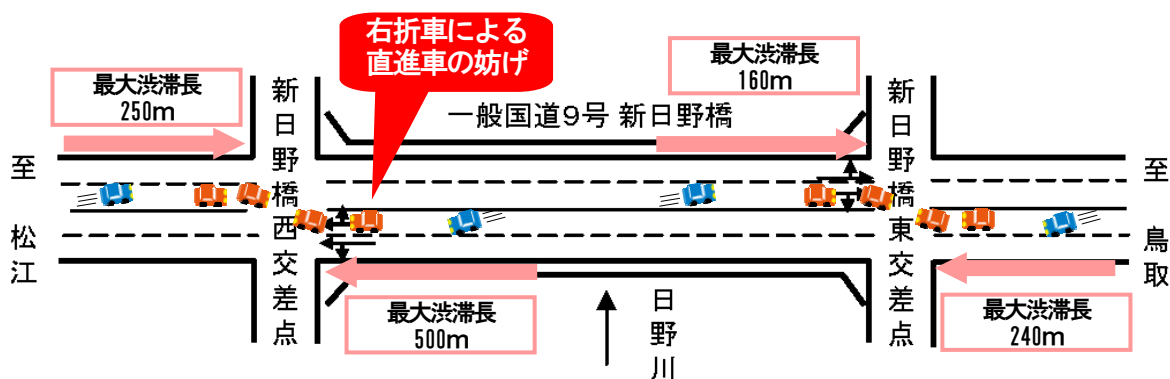 右折車による
直進車の妨げ
最大渋滞長
250m
最大渋滞長
160m
一般国道9号 新日野橋
新日野橋西交差点
新日野橋東交差点
至松江
至鳥取
最大渋滞長
500m
日野川
最大渋滞長
240m